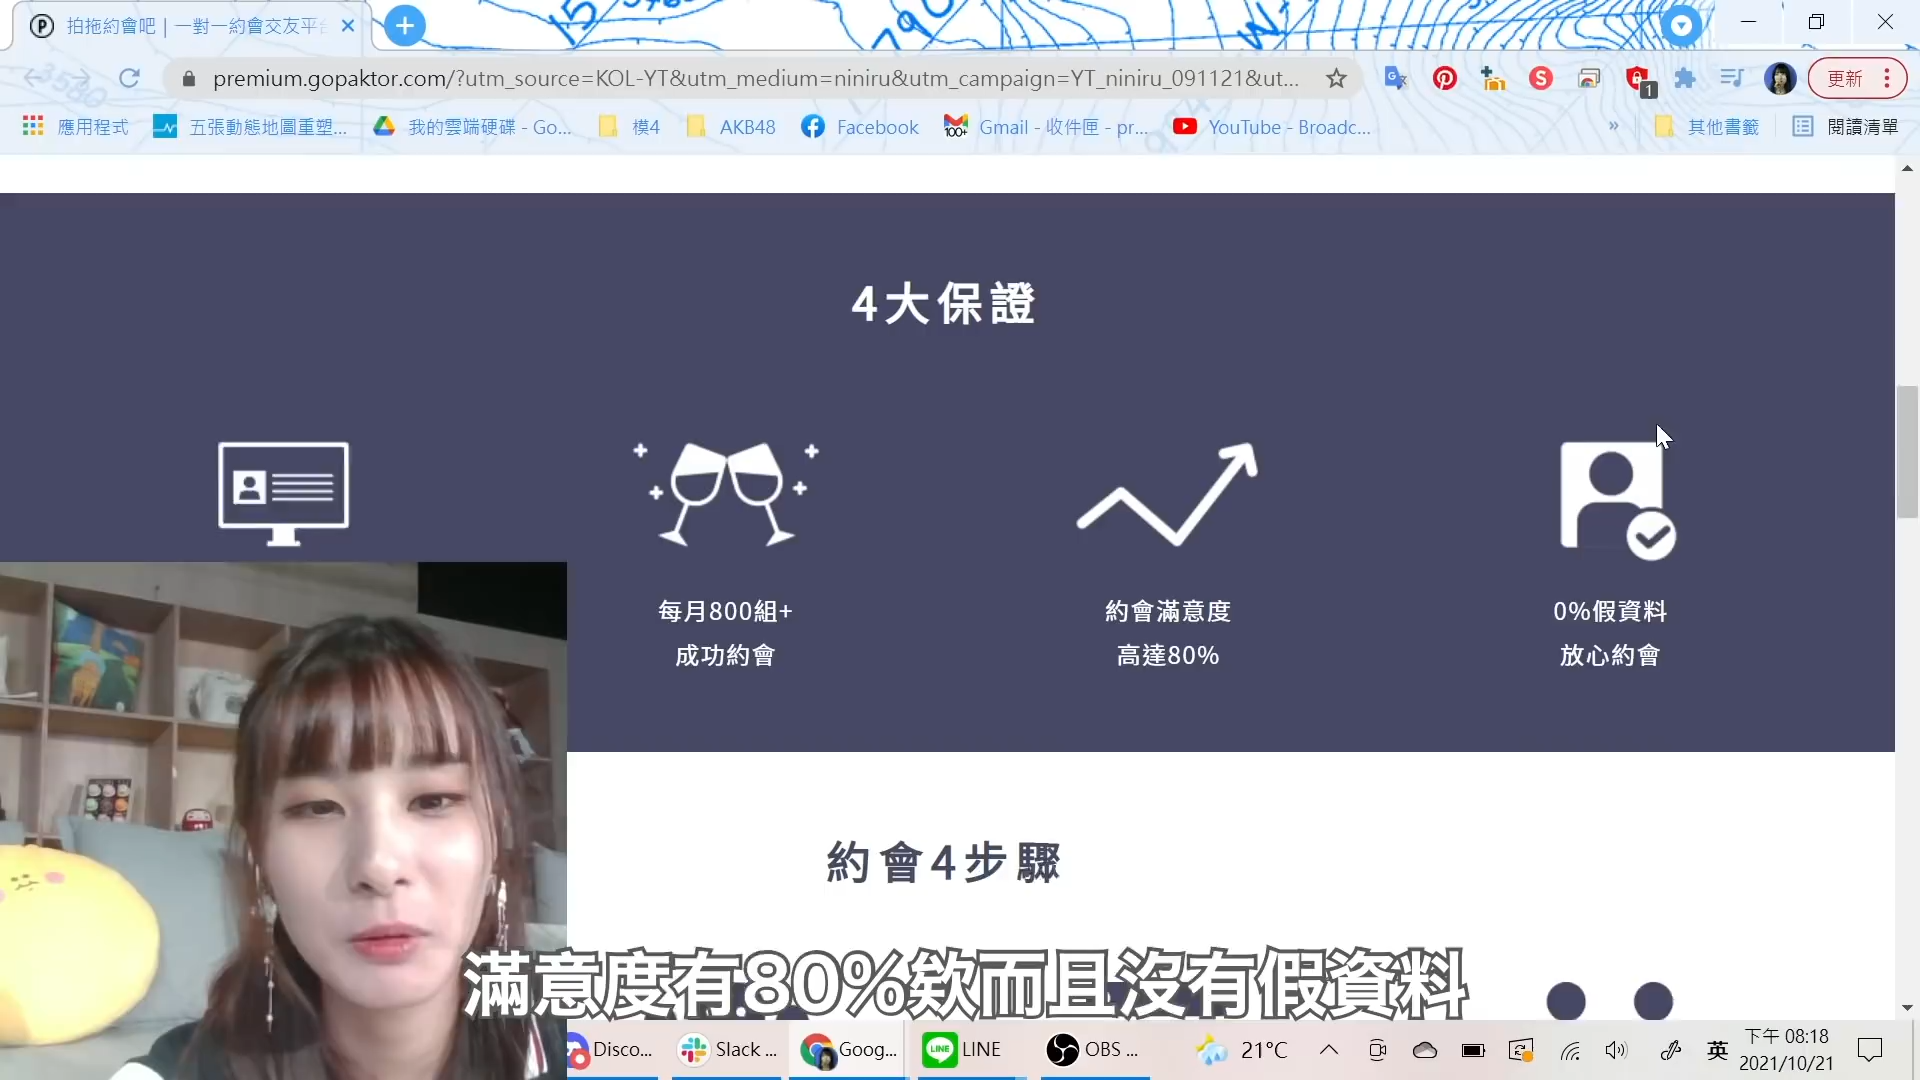 拍拖約會吧 | 一對一約會交友平台
premium.gopaktor.com/?utm_source=KOL-YT&utm_medium=niniru&utm_campaign=YT_niniru_091121&ut...
1
更新
應用程式
五張動態地圖重塑...
我的雲端硬碟 - Go...
模4
AKB48
Facebook
100+
Gmail - 收件匣 - pr...
YouTube - Broadc...
»
其他書籤
閱讀清單
4大保證
每月800組+
成功約會
約會滿意度
高達80%
0%假資料
放心約會
約會4步驟
滿意度有80%欸而且沒有假資料
Disco...
Slack ...
Goog...
LINE
LINE
OBS ...
21°C
英
下午 08:18
2021/10/21